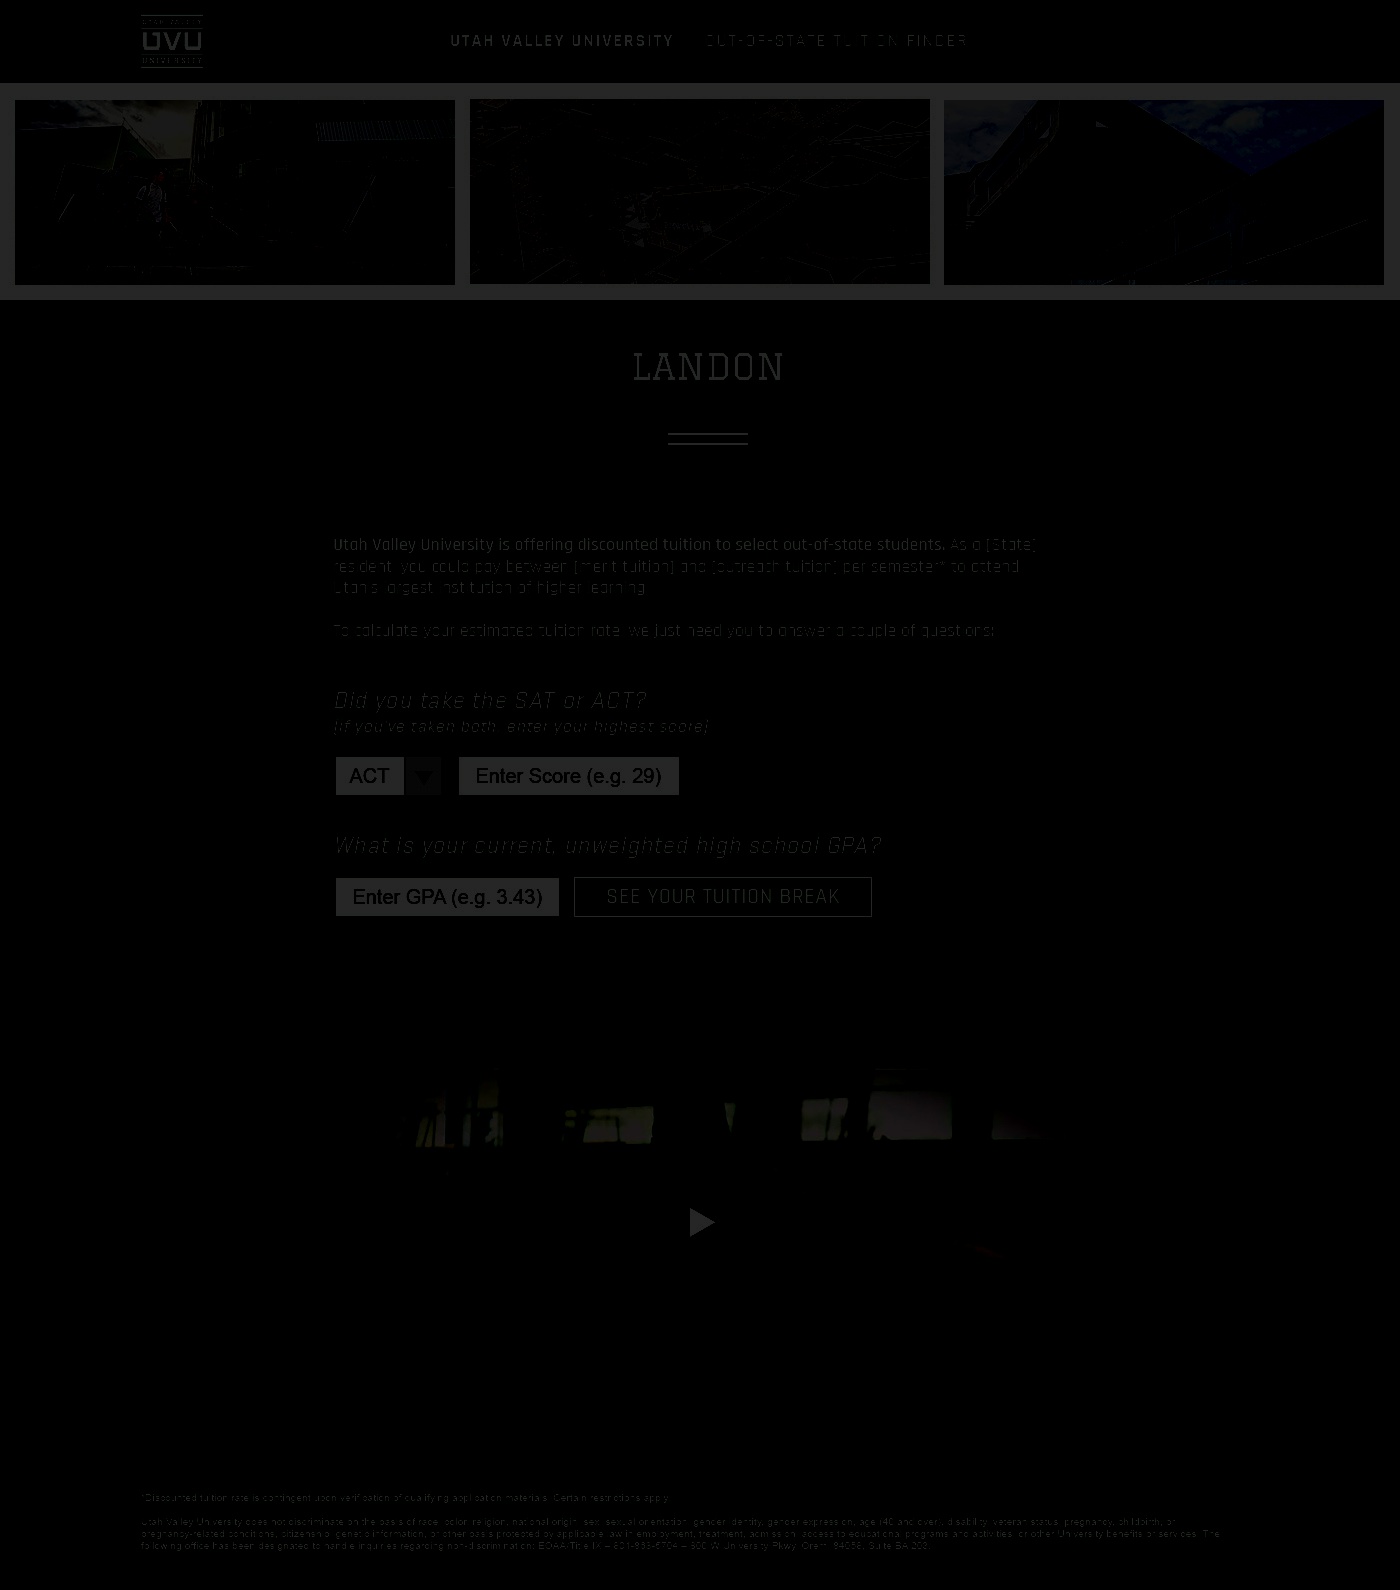 UTAH VALLEY
UVU
UNIVERSITY
UTAH VALLEY UNIVERSITY OUT-OF-STATE TUITION FINDER
LANDON
Utah Valley University is offering discounted tuition to select out-of-state students. As a [State]
resident, you could pay between [merit tuition] and [outreach tuition] per semester* to attend
Utah's largest institution of higher learning.
To calculate your estimated tuition rate, we just need you to answer a couple of questions:
Did you take the SAT or ACT?
(If you've taken both, enter your highest score)
ACT Enter Score (e.g. 29)
What is your current, unweighted high school GPA?
Enter GPA (e.g. 3.43) SEE YOUR TUITION BREAK
*Discounted tuition rate is contingent upon verification of qualifying application materials. Certain restrictions apply.
Utah Valley University does not discriminate on the basis of race, color, religion, national origin, sex, sexual orientation, gender identity, gender expression, age (40 and over), disability, veteran status, pregnancy, childbirth, or
pregnancy-related conditions, citizenship, genetic information, or other basis protected by applicable law in employment, treatment, admission, access to educational programs and activities, or other University benefits or services. The
following office has been designated to handle inquiries regarding non-discrimination: EOAA/Title IX – 800 W University Pkwy, Orem, Suite BA 203.